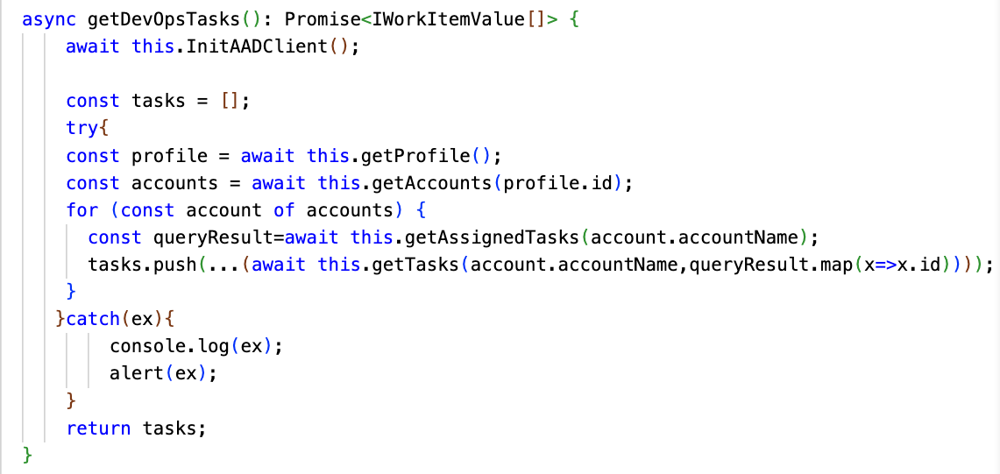 async getDevOpsTasks(): Promise<IWorkItemValue[]> {
    await this.InitAADClient();

    const tasks = [];
    try{
    const profile = await this.getProfile();
    const accounts = await this.getAccounts(profile.id);
    for (const account of accounts) {
      const queryResult=await this.getAssignedTasks(account.accountName);
      tasks.push(...(await this.getTasks(account.accountName,queryResult.map(x=>x.id))));
    }
   }catch(ex){
        console.log(ex);
        alert(ex);
    }
    return tasks;
}